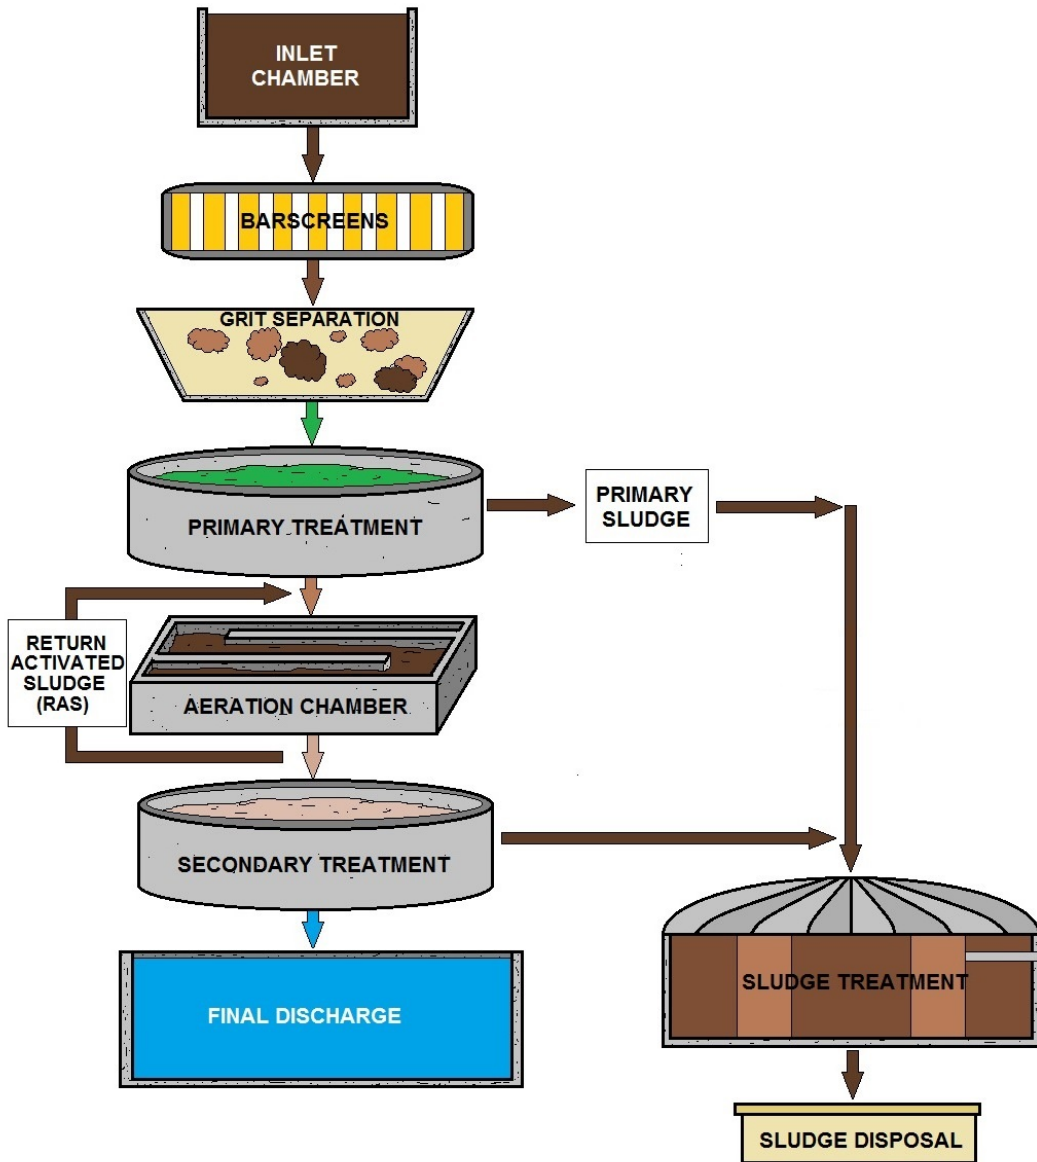 INLET
CHAMBER
BARSCREENS
GRIT SEPARATION
PRIMARY TREATMENT
PRIMARY
SLUDGE
RETURN
ACTIVATED
SLUDGE
(RAS)
AERATION CHAMBER
SECONDARY TREATMENT
SLUDGE TREATMENT
FINAL DISCHARGE
SLUDGE DISPOSAL